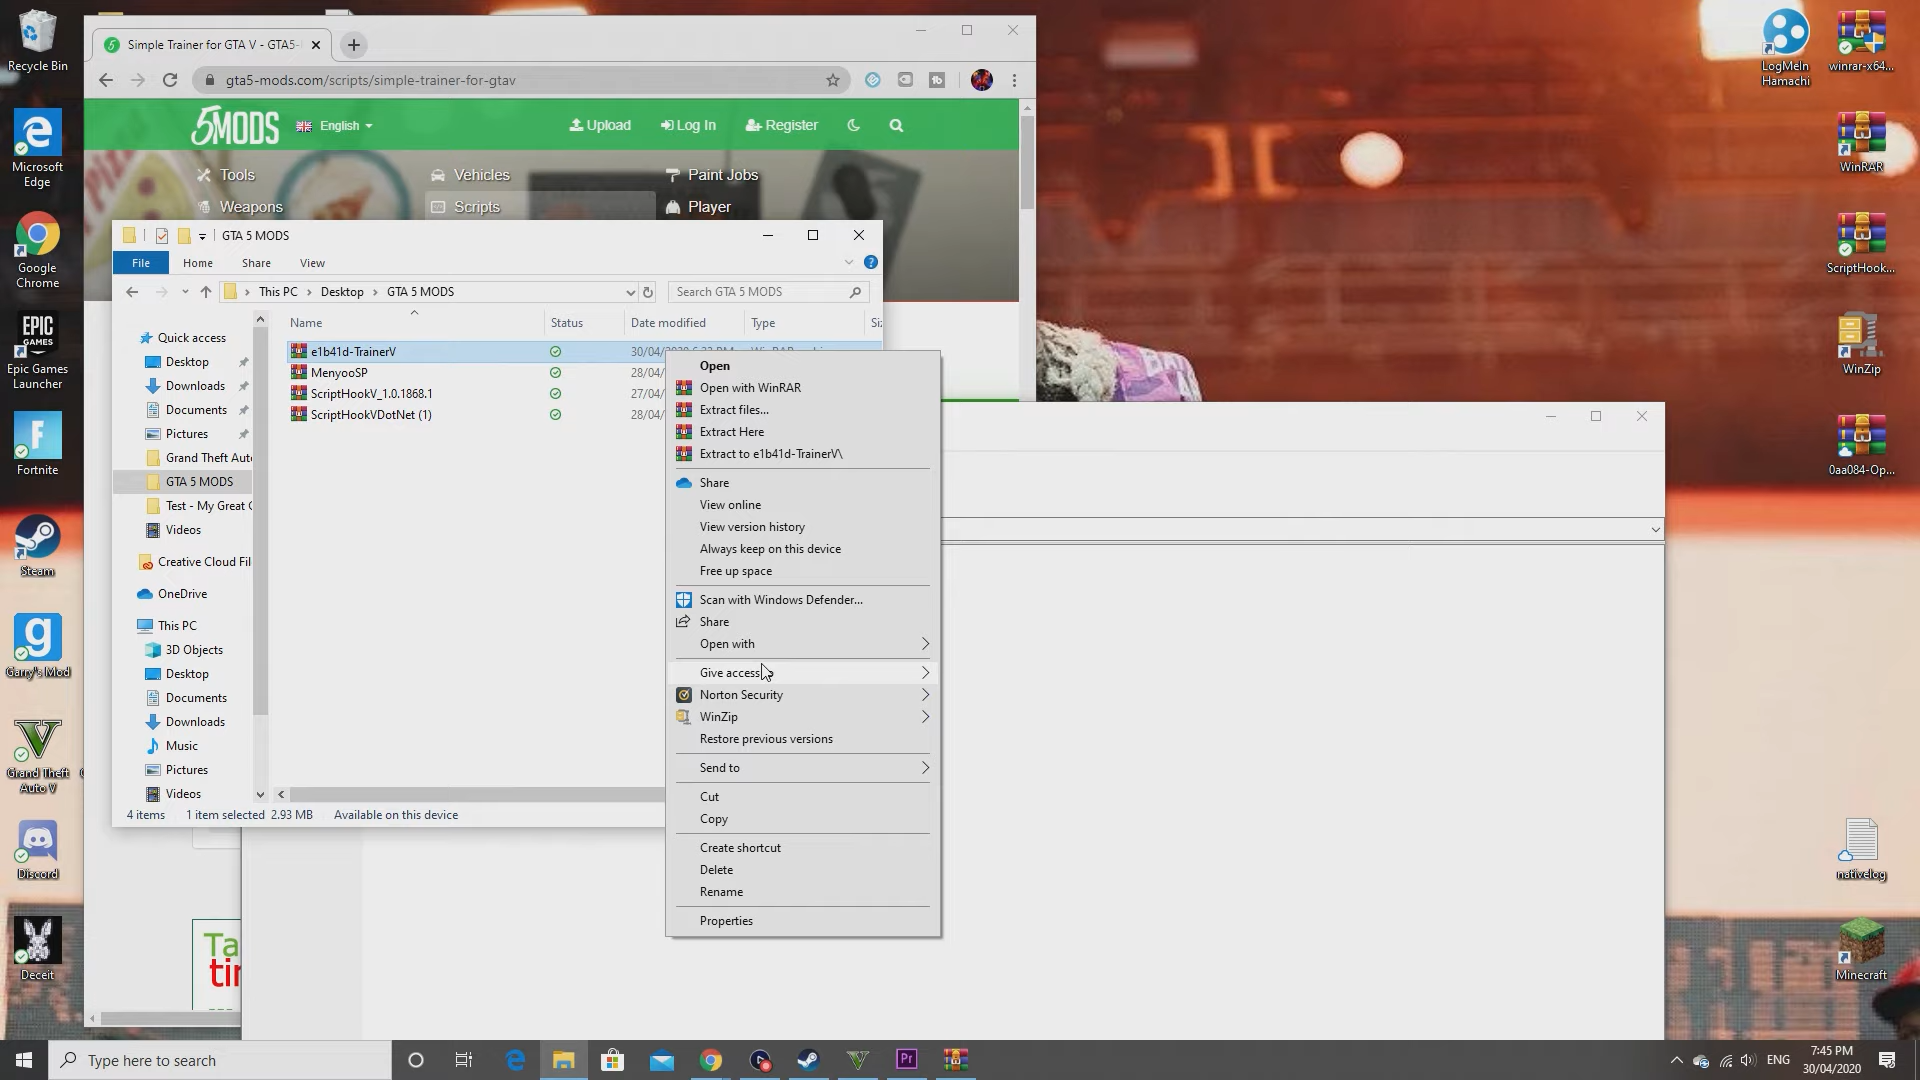 Recycle Bin
Microsoft
Edge
Google
Chrome
EPIC
GAMES
Epic Games
Launcher
Fortnite
Steam
Garry's Mod
Grand Theft
Auto V
Discord
Deceit
Simple Trainer for GTA V - GTA5-
gta5-mods.com/scripts/simple-trainer-for-gtav
5MODS
English
Upload
Log In
Register
Tools
Vehicles
Paint Jobs
Weapons
Scripts
Player
GTA 5 MODS
File
Home
Share
View
This PC
Desktop
GTA 5 MODS
Search GTA 5 MODS
Name
Status
Date modified
Type
Quick access
Desktop
Downloads
Documents
Pictures
Grand Theft Aut
GTA 5 MODS
Test - My Great
Videos
Creative Cloud Fil
OneDrive
This PC
3D Objects
Desktop
Documents
Downloads
Music
Pictures
Videos
e1b41d-TrainerV
MenyooSP
28/04/
ScriptHookV_1.0.1868.1
27/04/
ScriptHookVDotNet (1)
28/04/
4 items
1 item selected 2.93 MB
Available on this device
Open
Open with WinRAR
Extract files...
Extract Here
Extract to e1b41d-TrainerV\
Share
View online
View version history
Always keep on this device
Free up space
Scan with Windows Defender...
Share
Open with
Give access
Norton Security
WinZip
Restore previous versions
Send to
Cut
Copy
Create shortcut
Delete
Rename
Properties
LogMeIn
Hamachi
winrar-x64...
WinRAR
ScriptHook...
WinZip
0aa084-Op...
nativelog
Minecraft
Type here to search
Pr
ENG
7:45 PM
30/04/2020